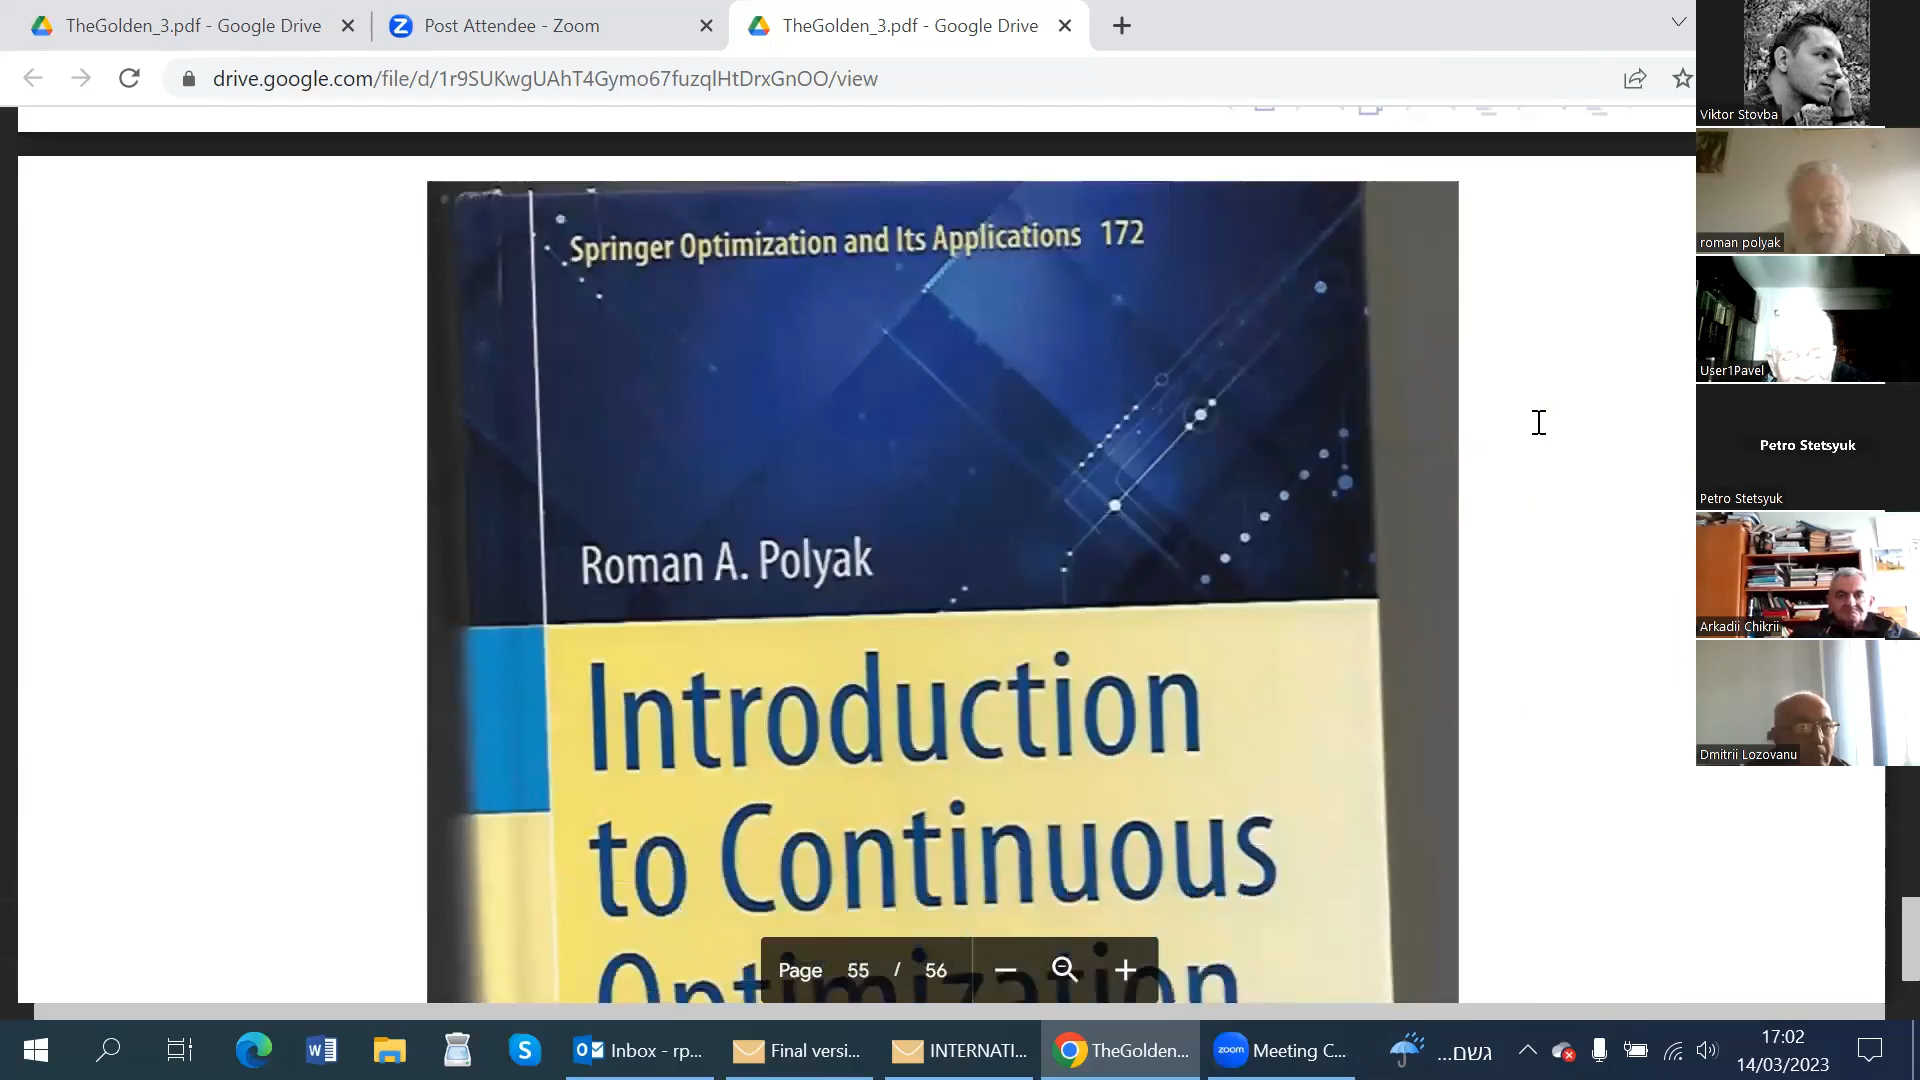 TheGolden_3.pdf - Google Drive
Post Attendee - Zoom
TheGolden_3.pdf - Google Drive
drive.google.com/file/d/1r9SUKwgUAhT4Gymo67fuzqlHtDrxGnOO/view
Springer Optimization and Its Applications 172
Roman A. Polyak
Introduction
to Continuous
Optimization
Page 55 / 56
Viktor Stovba
roman polyak
User1Pavel
Petro Stetsyuk
Petro Stetsyuk
Arkadii Chikrii
Dmitrii Lozovanu
Inbox - rp...
Final versi...
INTERNATI...
TheGolden...
zoom
Meeting C...
גשם...
17:02
14/03/2023